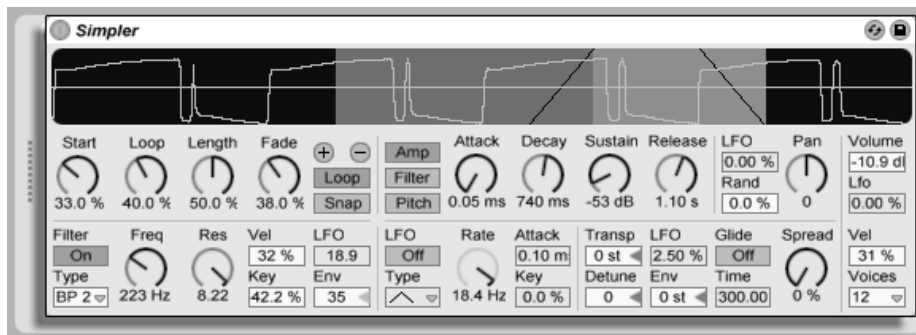 Simpler
Start Loop Length Fade + − Amp Attack Decay Sustain Release LFO Pan Volume
0.00 % -10.9 dl
Loop Filter Rand Lfo
33.0 % 40.0 % 50.0 % 38.0 % Snap Pitch 0.05 ms 740 ms -53 dB 1.10 s 0.0 % 0 0.00 %
Filter Freq Res Vel LFO LFO Rate Attack Transp LFO Glide Spread Vel
On 32 % 18.9 Off 0.10 m 0 st 2.50 % Off 31 %
Type Key Env Type Key Detune Env Time Voices
BP 2 223 Hz 8.22 42.2 % 35 18.4 Hz 0.0 % 0 0 st 300.00 0 % 12